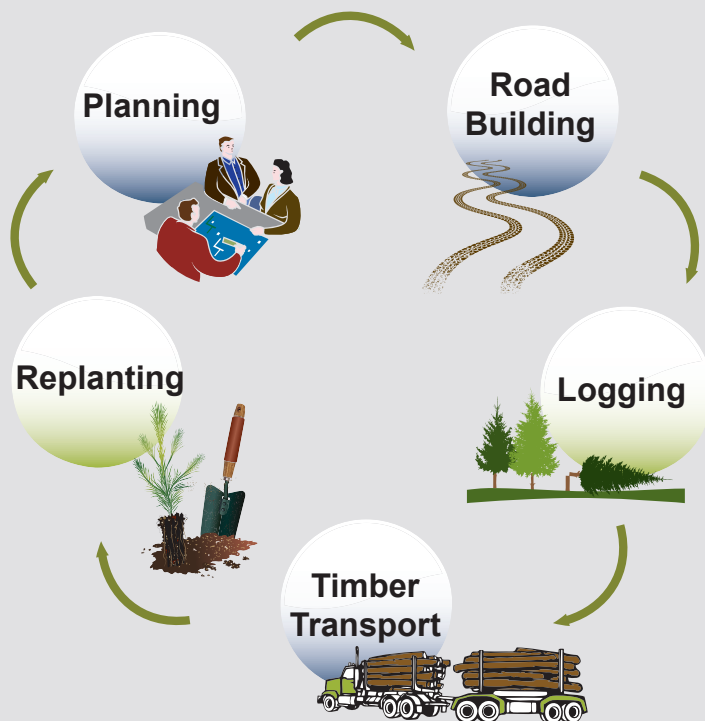 Planning
Road
Building
Logging
Timber
Transport
Replanting